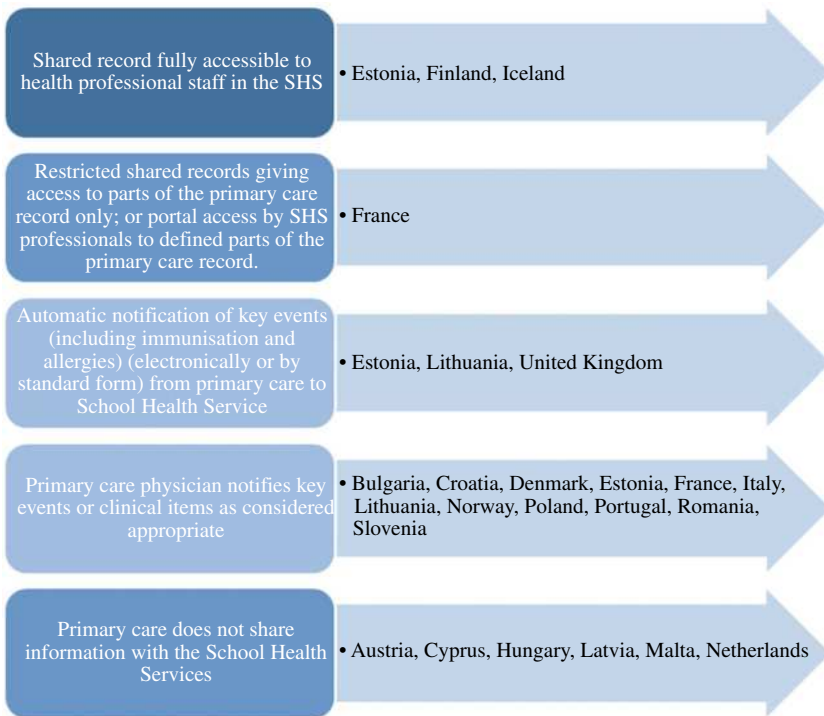 Shared record fully accessible to
health professional staff in the SHS
• Estonia, Finland, Iceland
Restricted shared records giving
access to parts of the primary care
record only; or portal access by SHS
professionals to defined parts of the
primary care record.
• France
Automatic notification of key events
(including immunisation and
allergies) (electronically or by
standard form) from primary care to
School Health Service
• Estonia, Lithuania, United Kingdom
Primary care physician notifies key
events or clinical items as considered
appropriate
• Bulgaria, Croatia, Denmark, Estonia, France, Italy,
Lithuania, Norway, Poland, Portugal, Romania,
Slovenia
Primary care does not share
information with the School Health
Services
• Austria, Cyprus, Hungary, Latvia, Malta, Netherlands